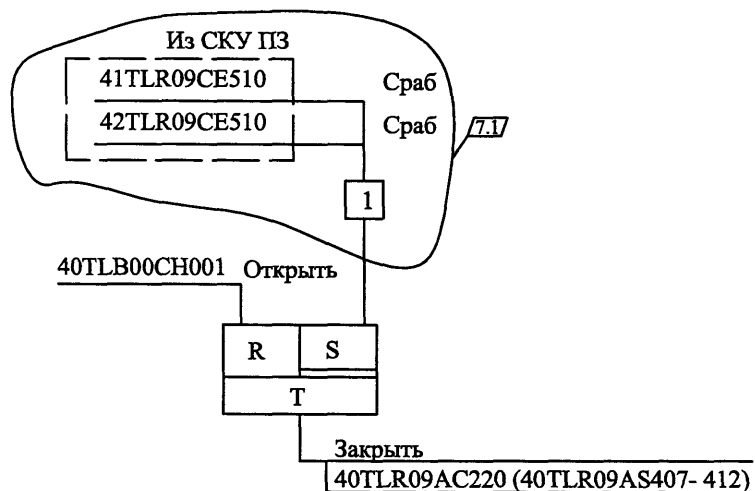 Из СКУ ПЗ
41TLR09CE510 Сраб
42TLR09CE510 Сраб
7.1
1
40TLB00CH001 Открыть
R S
T
Закрыть
40TLR09AC220 (40TLR09AS407- 412)